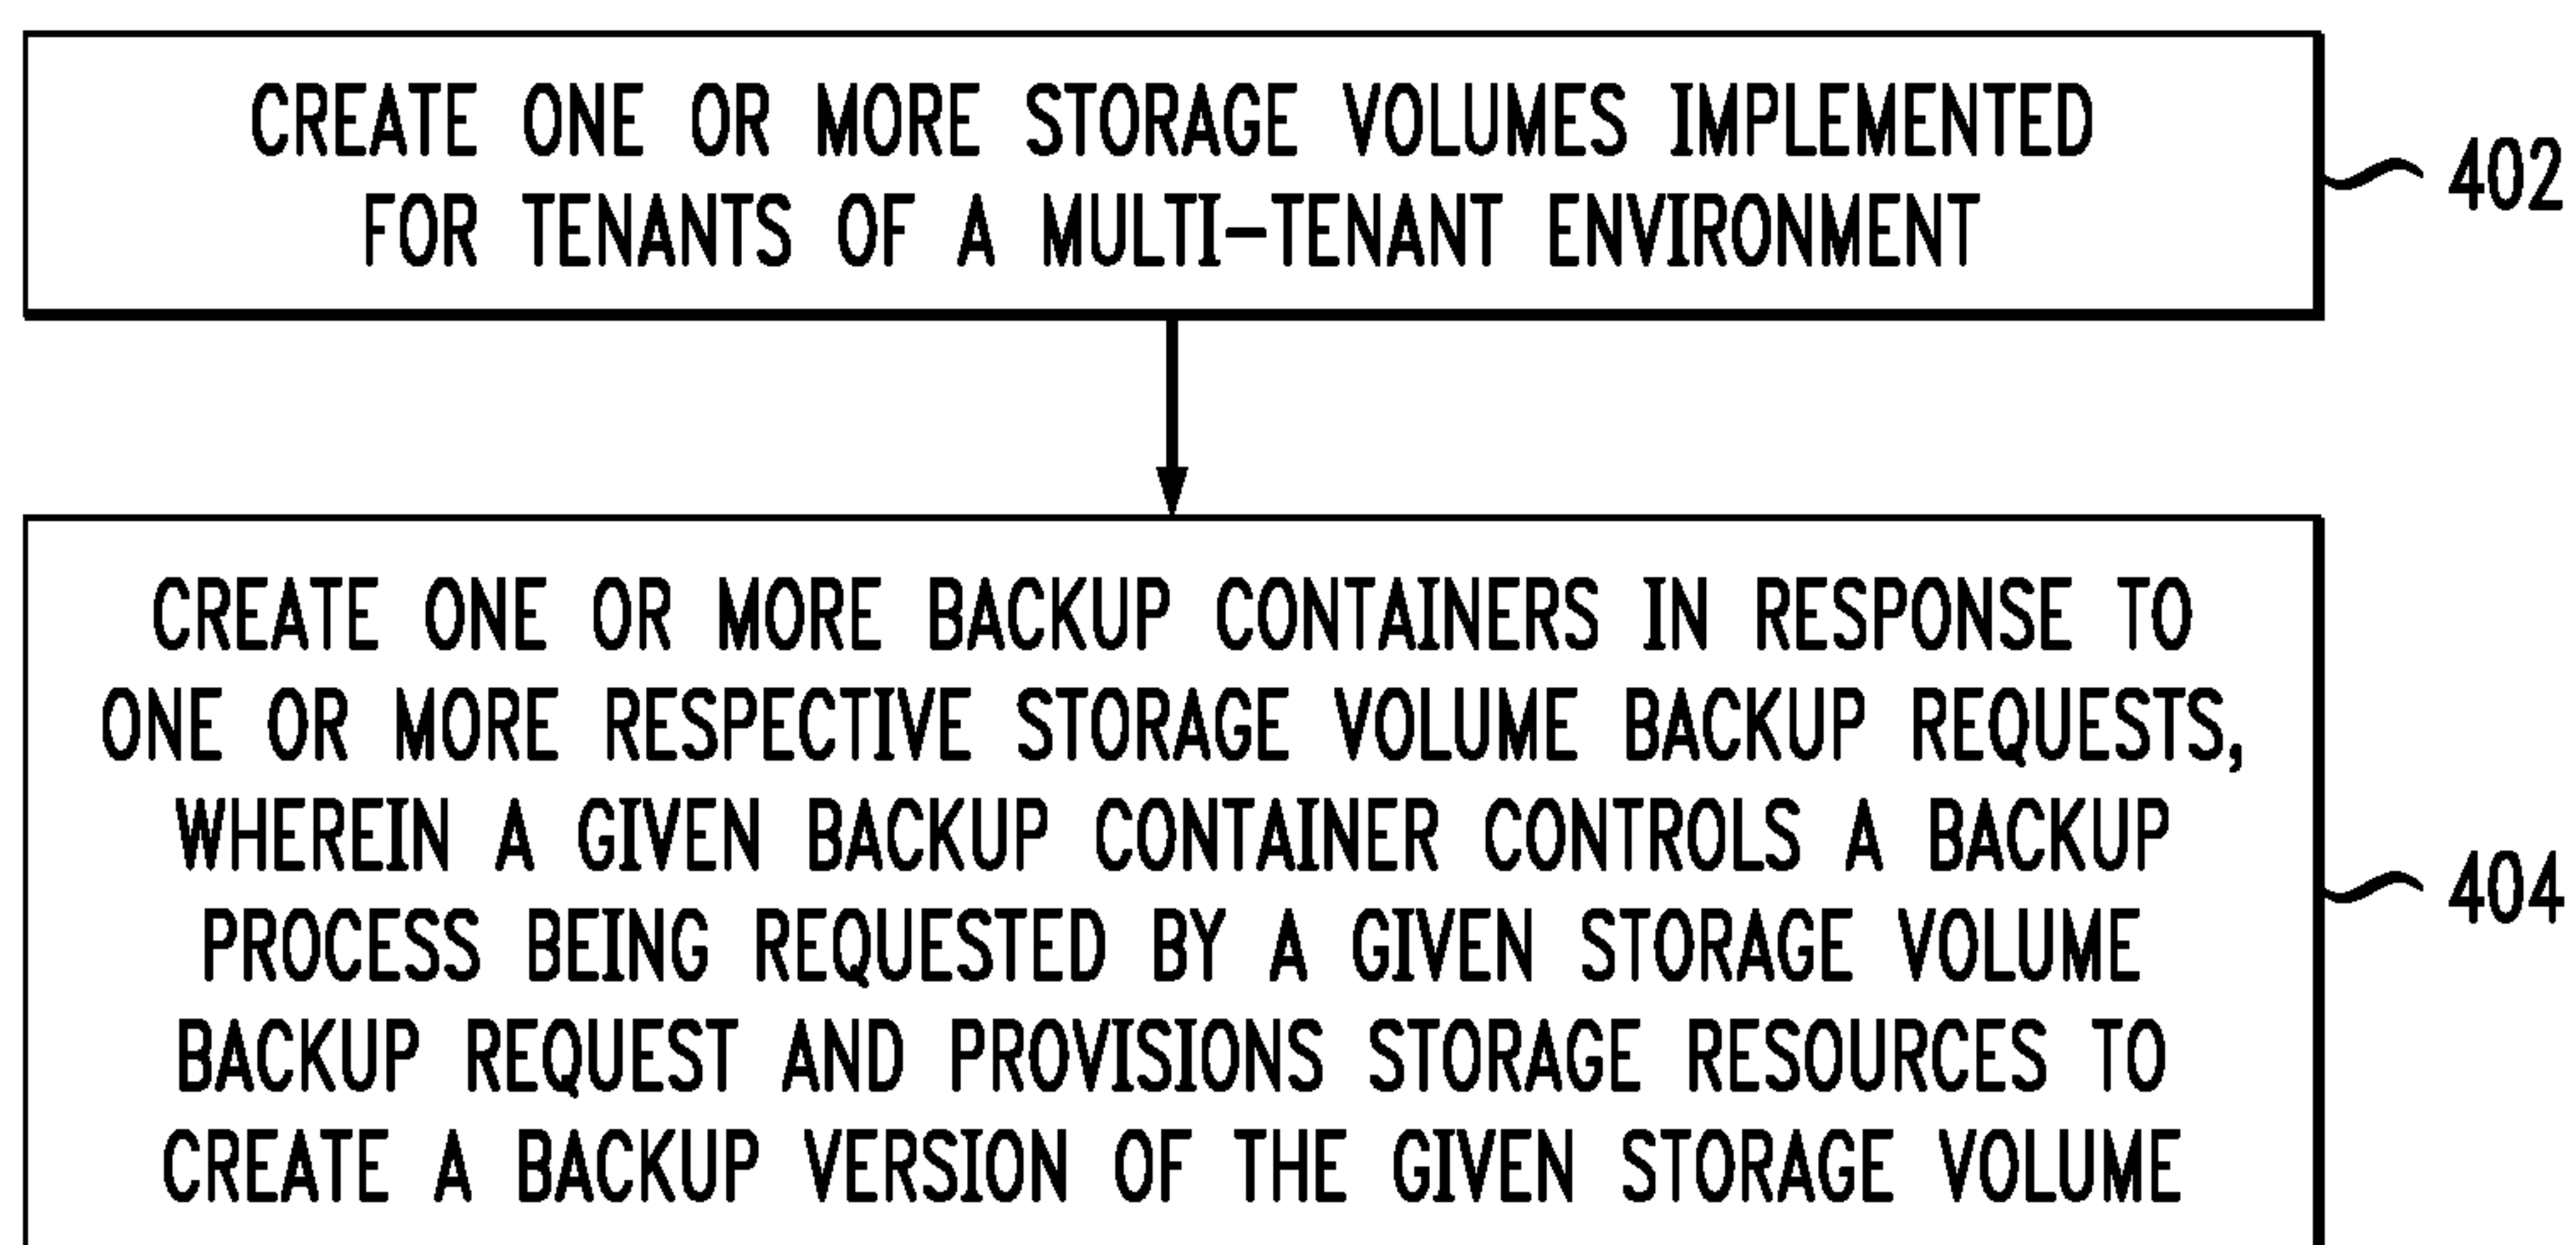 CREATE ONE OR MORE STORAGE VOLUMES IMPLEMENTED
FOR TENANTS OF A MULTI-TENANT ENVIRONMENT
402
CREATE ONE OR MORE BACKUP CONTAINERS IN RESPONSE TO
ONE OR MORE RESPECTIVE STORAGE VOLUME BACKUP REQUESTS,
WHEREIN A GIVEN BACKUP CONTAINER CONTROLS A BACKUP
PROCESS BEING REQUESTED BY A GIVEN STORAGE VOLUME
BACKUP REQUEST AND PROVISIONS STORAGE RESOURCES TO
CREATE A BACKUP VERSION OF THE GIVEN STORAGE VOLUME
404